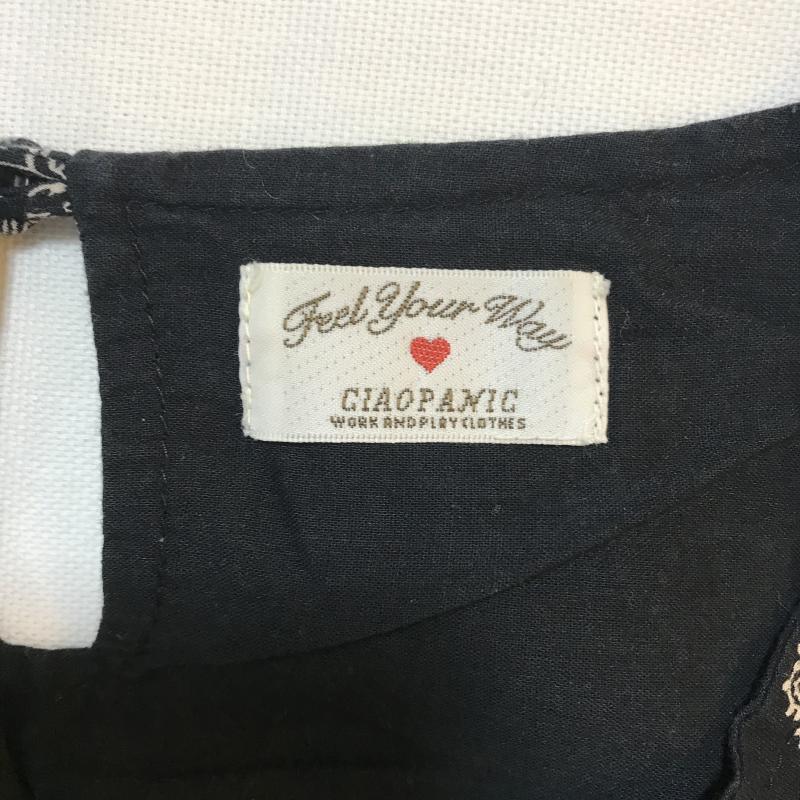 Feel Your Way
CIAOPANIC
WORK AND PLAY CLOTHES